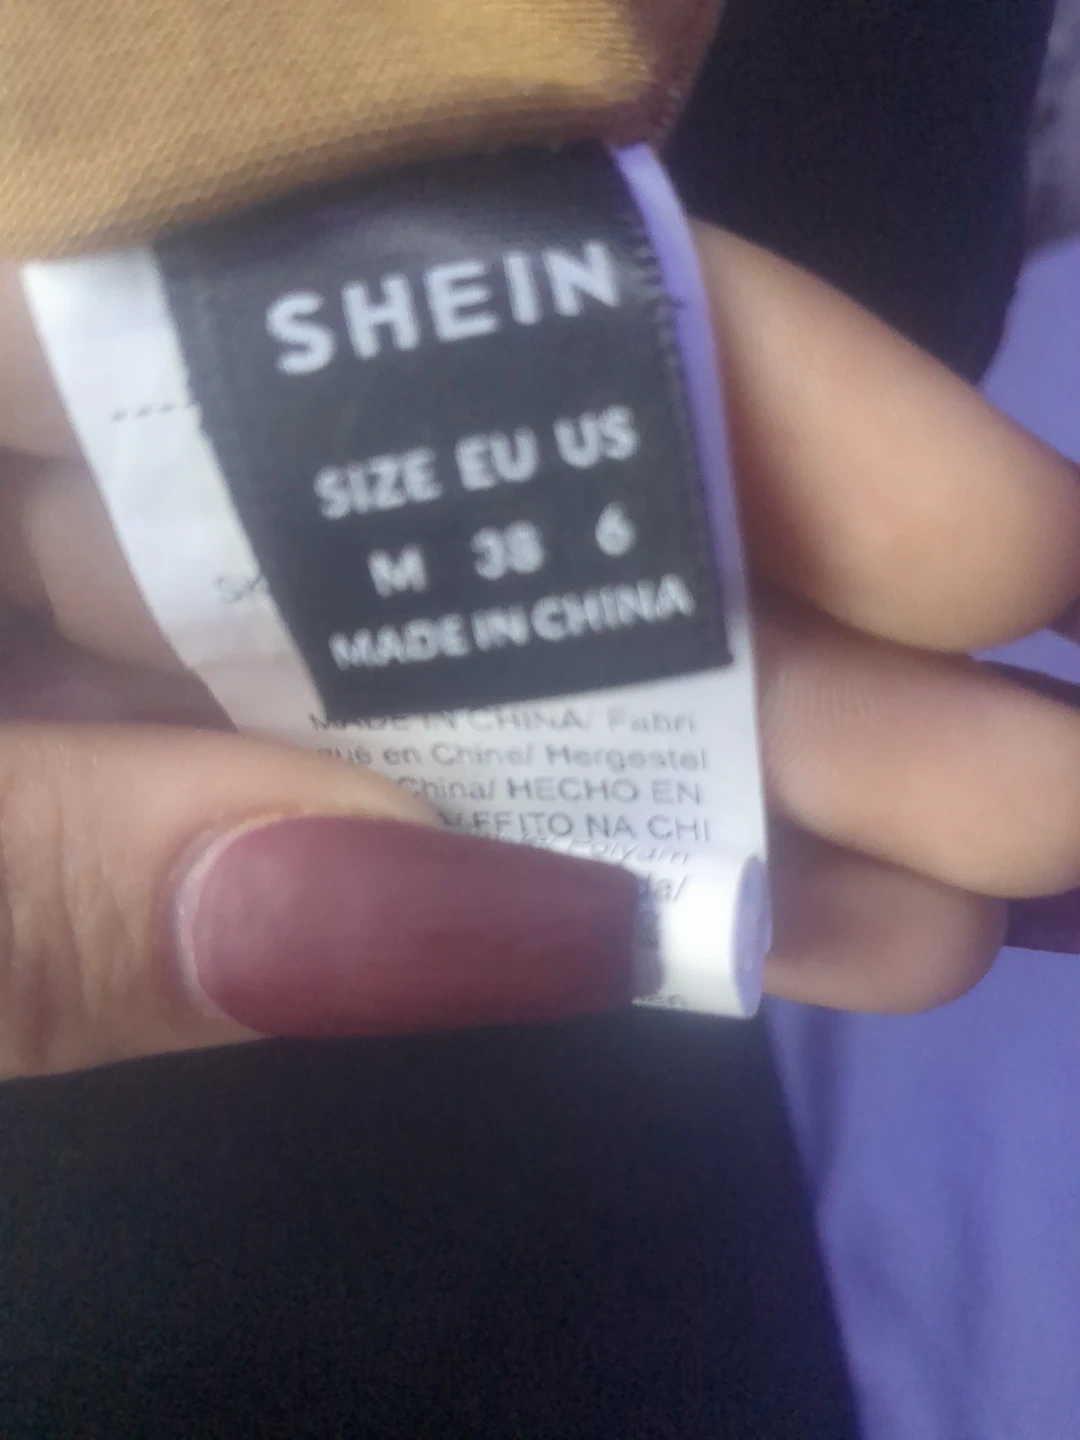 SHEIN
SIZE EU US
M 38 6
MADE IN CHINA
MADE IN CHINA/ Fabri
qué en Chine/ Hergestel
China/ HECHO EN
/FEITO NA CHI